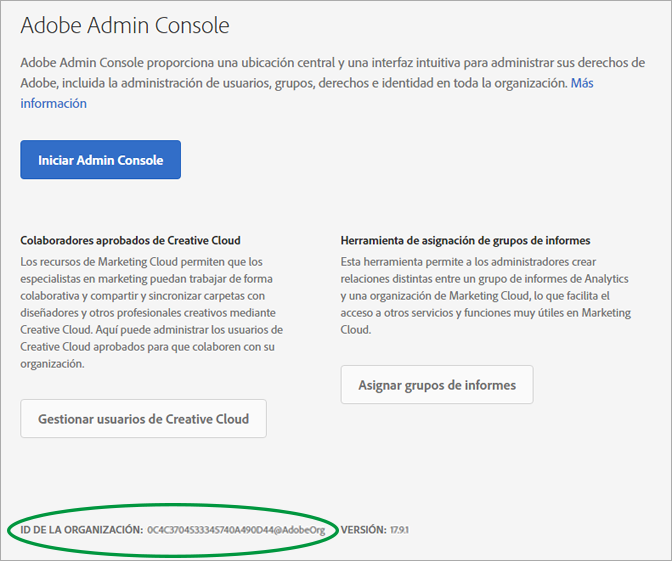 Adobe Admin Console
Adobe Admin Console proporciona una ubicación central y una interfaz intuitiva para administrar sus derechos de
Adobe, incluida la administración de usuarios, grupos, derechos e identidad en toda la organización. Más
información
Iniciar Admin Console
Colaboradores aprobados de Creative Cloud
Los recursos de Marketing Cloud permiten que los
especialistas en marketing puedan trabajar de forma
colaborativa y compartir y sincronizar carpetas con
diseñadores y otros profesionales creativos mediante
Creative Cloud. Aquí puede administrar los usuarios de
Creative Cloud aprobados para que colaboren con su
organización.
Gestionar usuarios de Creative Cloud
Herramienta de asignación de grupos de informes
Esta herramienta permite a los administradores crear
relaciones distintas entre un grupo de informes de Analytics
y una organización de Marketing Cloud, lo que facilita el
acceso a otros servicios y funciones muy útiles en Marketing
Cloud.
Asignar grupos de informes
ID DE LA ORGANIZACIÓN: 0C4C3704533345740A490D44@AdobeOrg VERSIÓN: 17.9.1